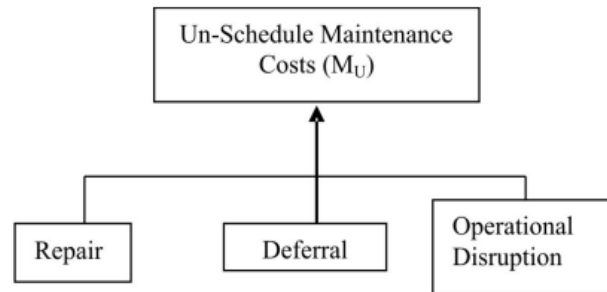 Un-Schedule Maintenance
Costs (MU)
Repair
Deferral
Operational
Disruption